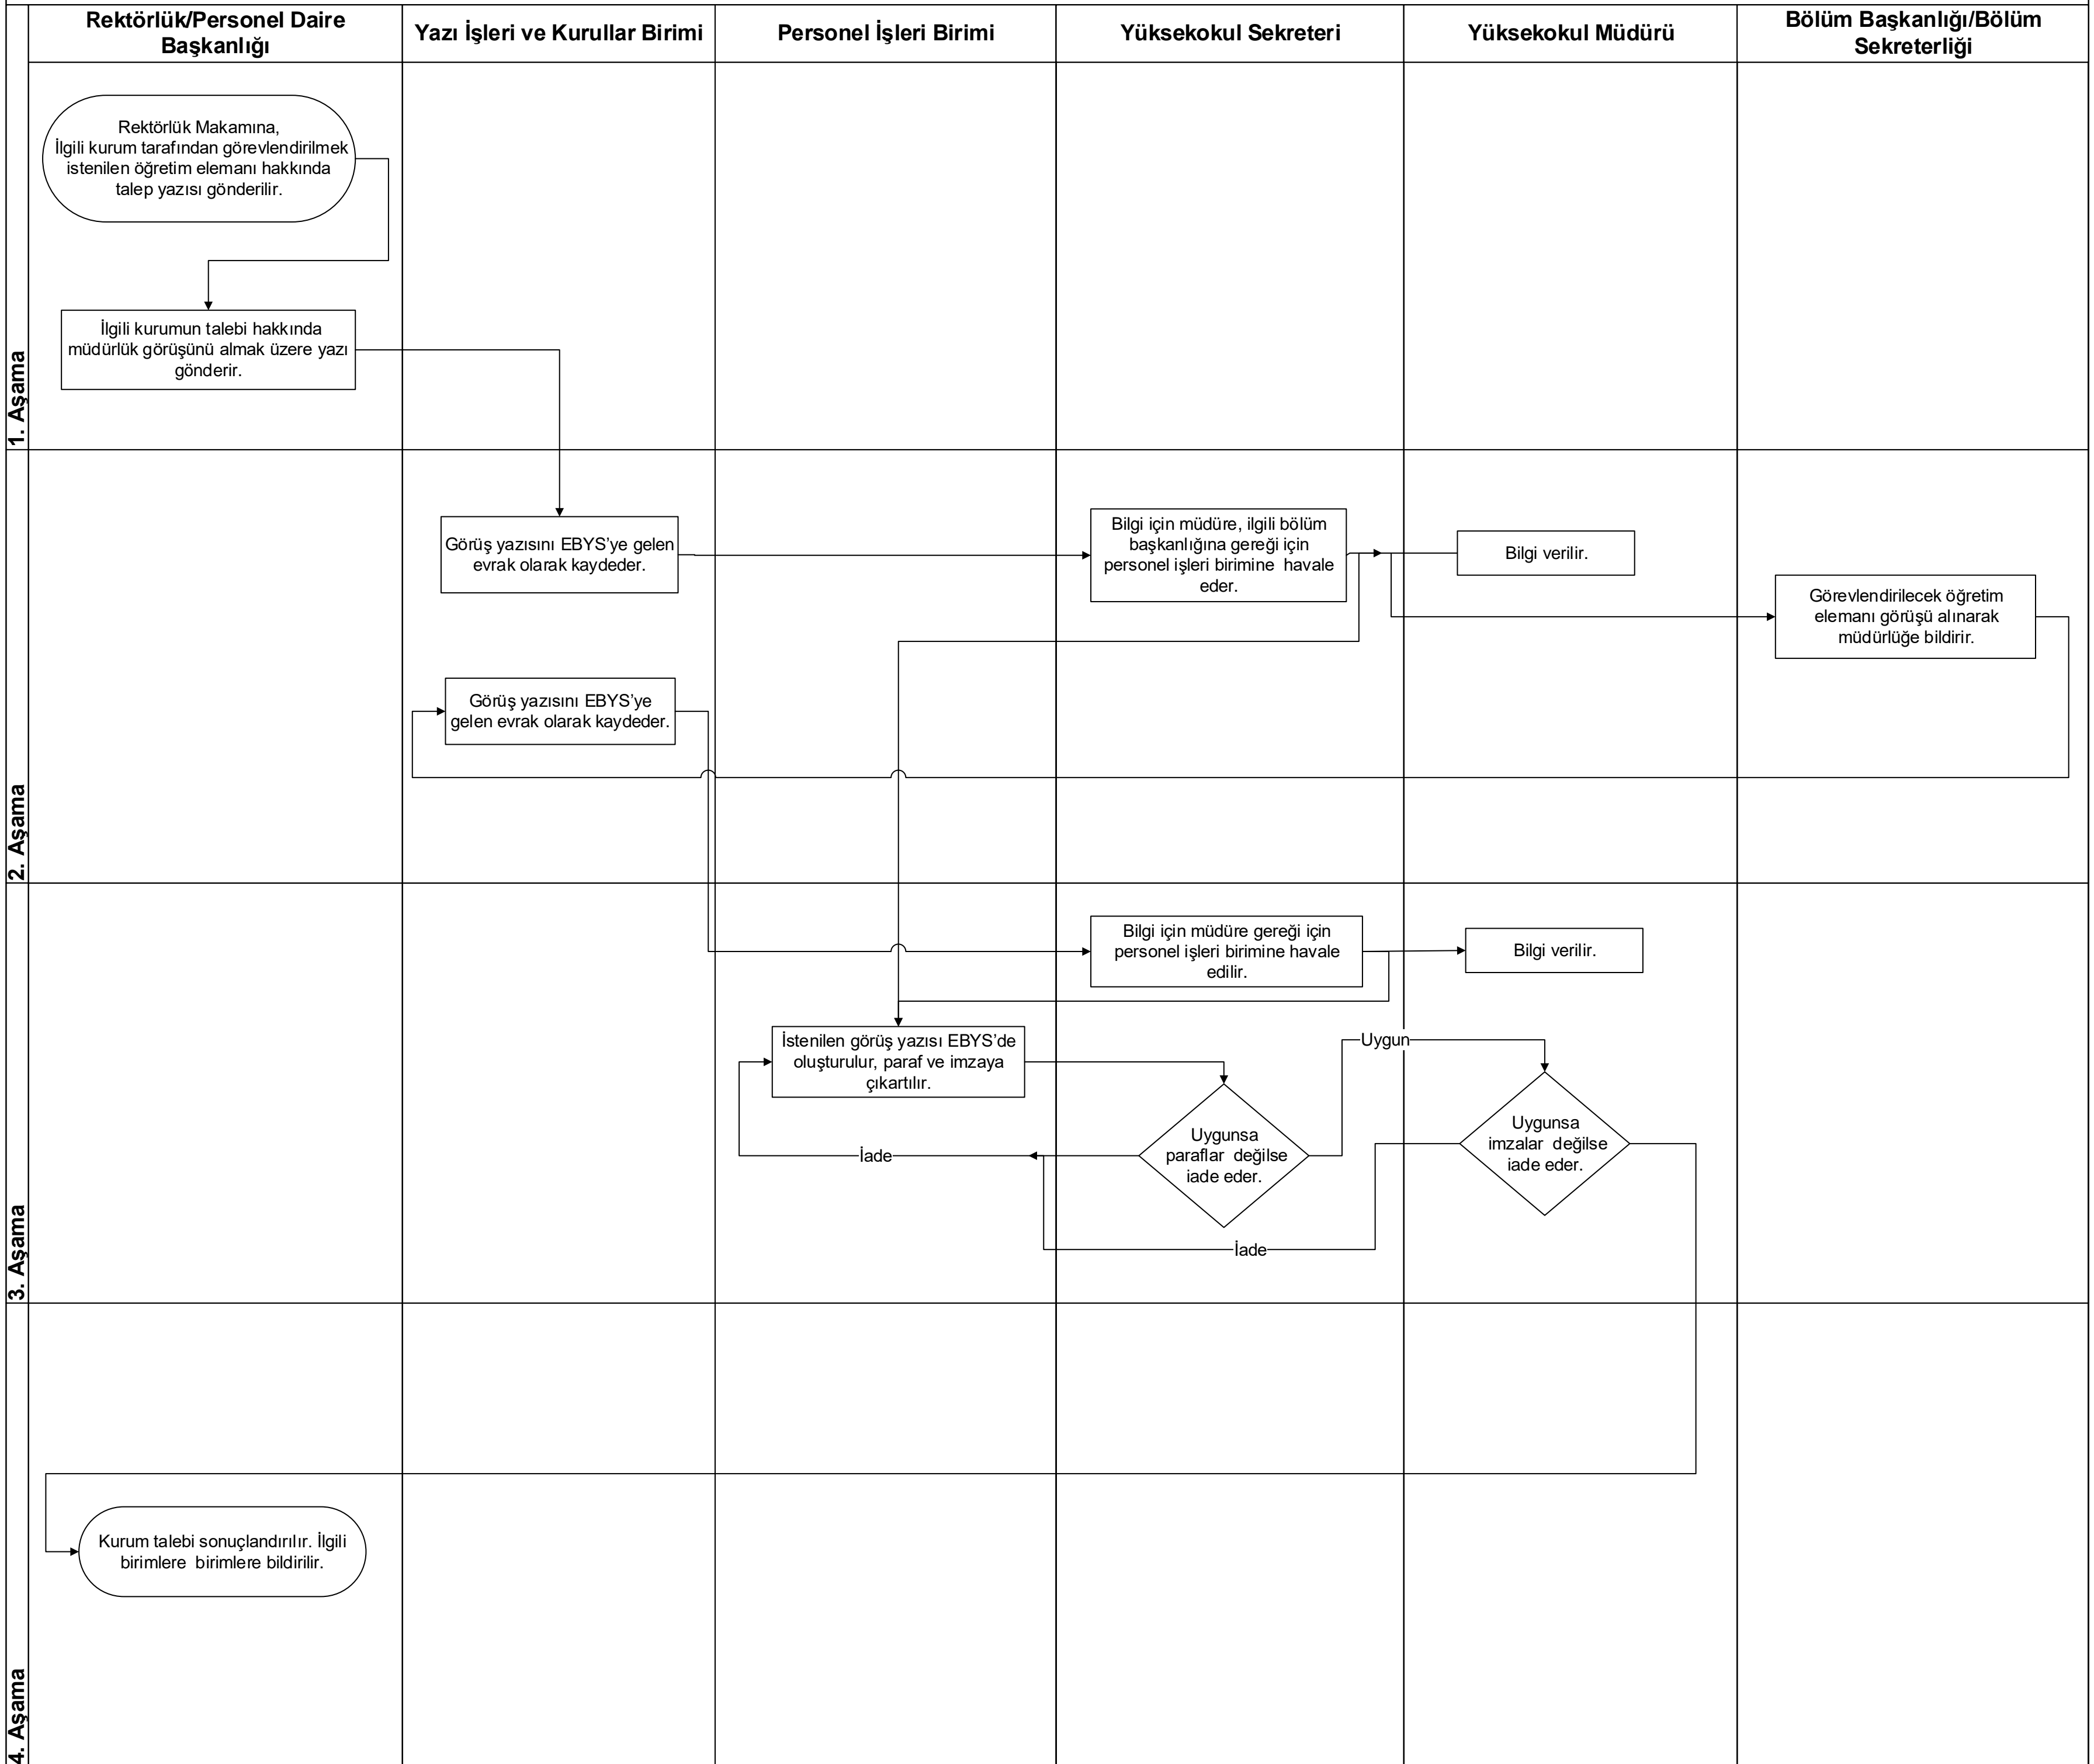 Rektörlük/Personel Daire
Başkanlığı
Yazı İşleri ve Kurullar Birimi
Personel İşleri Birimi
Yüksekokul Sekreteri
Yüksekokul Müdürü
Bölüm Başkanlığı/Bölüm
Sekreterliği
1. Aşama
Rektörlük Makamına,
İlgili kurum tarafından görevlendirilmek
istenilen öğretim elemanı hakkında
talep yazısı gönderilir.
İlgili kurumun talebi hakkında
müdürlük görüşünü almak üzere yazı
gönderir.
2. Aşama
Görüş yazısını EBYS’ye gelen
evrak olarak kaydeder.
Bilgi için müdüre, ilgili bölüm
başkanlığına gereği için
personel işleri birimine  havale
eder.
Bilgi verilir.
Görevlendirilecek öğretim
elemanı görüşü alınarak
müdürlüğe bildirir.
Görüş yazısını EBYS’ye
gelen evrak olarak kaydeder.
3. Aşama
Bilgi için müdüre gereği için
personel işleri birimine havale
edilir.
Bilgi verilir.
İstenilen görüş yazısı EBYS’de
oluşturulur, paraf ve imzaya
çıkartılır.
Uygun
Uygunsa
paraflar  değilse
iade eder.
Uygunsa
imzalar  değilse
iade eder.
İade
İade
4. Aşama
Kurum talebi sonuçlandırılır. İlgili
birimlere  birimlere bildirilir.